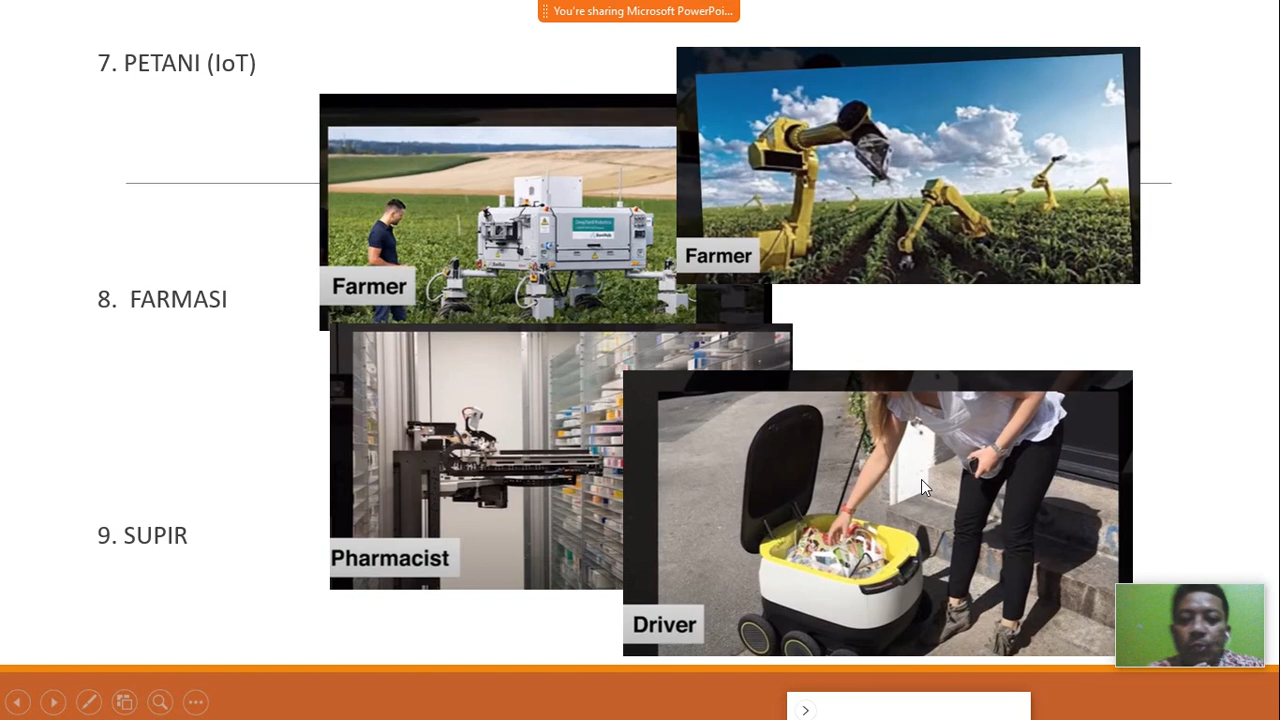 You're sharing Microsoft PowerPoi...
7. PETANI (IoT)
Farmer
Farmer
8. FARMASI
Pharmacist
9. SUPIR
Driver